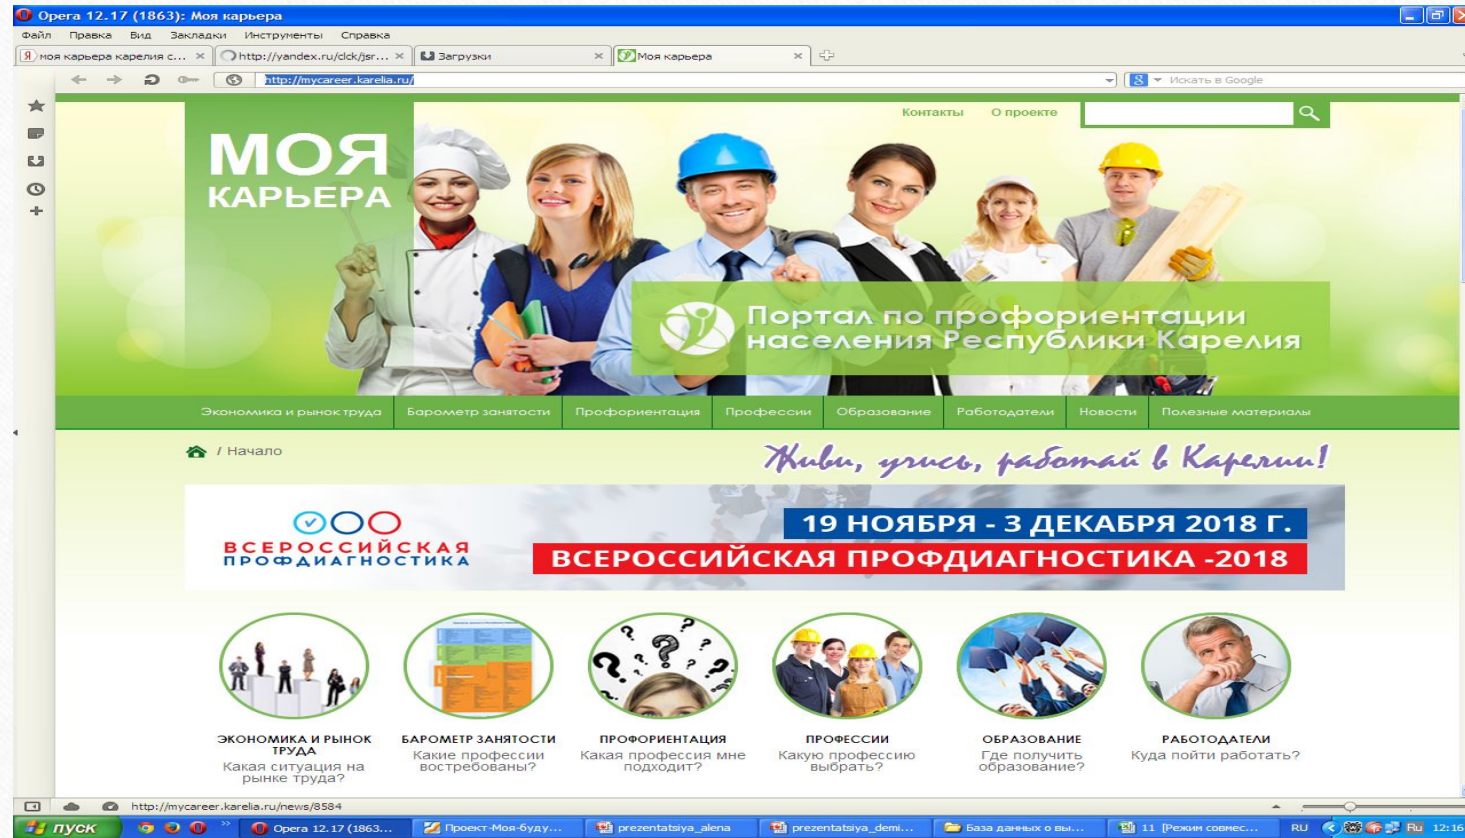 Opera 12.17 (1863): Моя карьера
Файл Правка Вид Закладки Инструменты Справка
моя карьера карелия с... http://yandex.ru/clck/jsr... Загрузки Моя карьера
http://mycareer.karelia.ru/ Искать в Google
Контакты О проекте
МОЯ
КАРЬЕРА
Портал по профориентации
населения Республики Карелия
Экономика и рынок труда Барометр занятости Профориентация Профессии Образование Работодатели Новости Полезные материалы
/ Начало
Живи, учись, работай в Карелии!
19 НОЯБРЯ - 3 ДЕКАБРЯ 2018 Г.
ВСЕРОССИЙСКАЯ
ПРОФДИАГНОСТИКА
ВСЕРОССИЙСКАЯ ПРОФДИАГНОСТИКА -2018
ЭКОНОМИКА И РЫНОК
ТРУДА
Какая ситуация на
рынке труда?
БАРОМЕТР ЗАНЯТОСТИ
Какие профессии
востребованы?
ПРОФОРИЕНТАЦИЯ
Какая профессия мне
подходит?
ПРОФЕССИИ
Какую профессию
выбрать?
ОБРАЗОВАНИЕ
Где получить
образование?
РАБОТОДАТЕЛИ
Куда пойти работать?
http://mycareer.karelia.ru/news/8584
пуск Opera 12.17 (1863... Проект-Моя-буду... prezentatsiya_alena prezentatsiya_demi... База данных о вы... 11 [Режим совмес... RU Ru 12:16